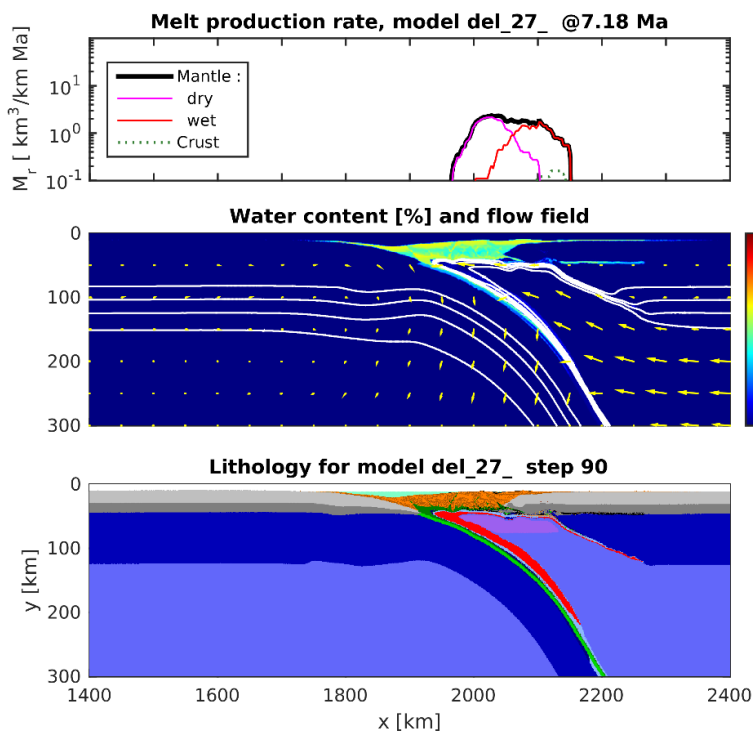 Melt production rate, model del_27_ @7.18 Ma
M_r [ km^3/km Ma]
10^1
10^0
10^-1
Mantle :
dry
wet
Crust
Water content [%] and flow field
0
100
200
300
Lithology for model del_27_ step 90
y [km]
0
100
200
300
1400 1600 1800 2000 2200 2400
x [km]